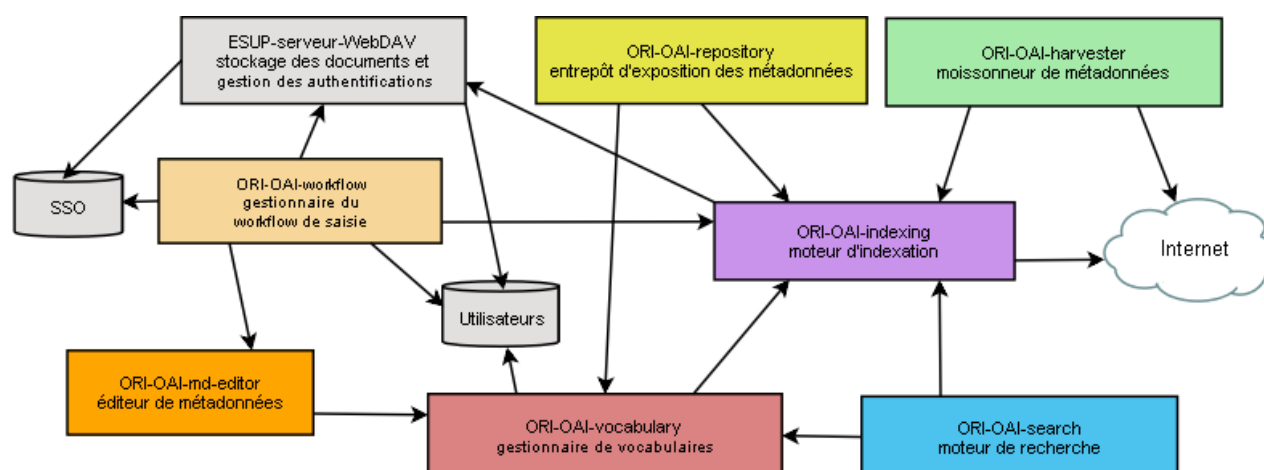 ESUP-serveur-WebDAV
stockage des documents et
gestion des authentifications
ORI-OAI-repository
entrepôt d'exposition des métadonnées
ORI-OAI-harvester
moissonneur de métadonnées
SSO
ORI-OAI-workflow
gestionnaire du
workflow de saisie
ORI-OAI-indexing
moteur d'indexation
Internet
Utilisateurs
ORI-OAI-md-editor
éditeur de métadonnées
ORI-OAI-vocabulary
gestionnaire de vocabulaires
ORI-OAI-search
moteur de recherche